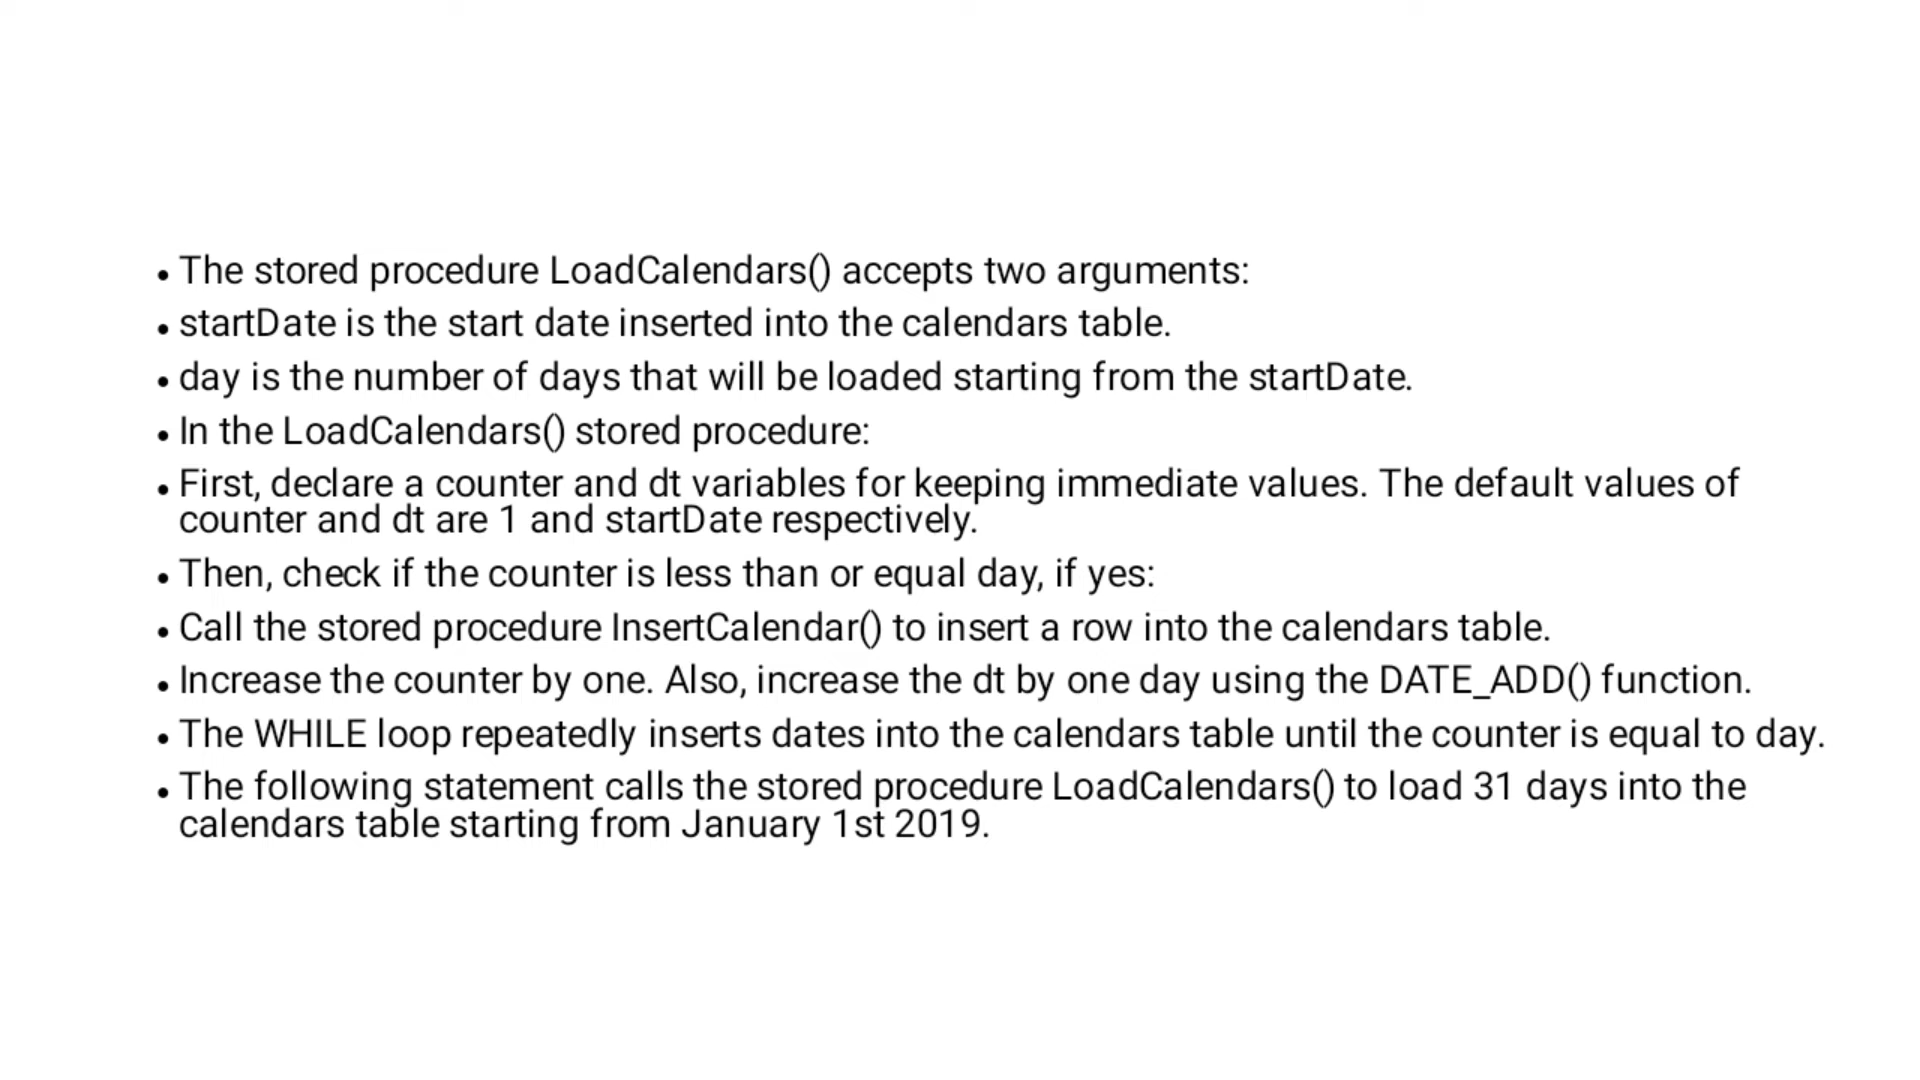 • The stored procedure LoadCalendars() accepts two arguments:
• startDate is the start date inserted into the calendars table.
• day is the number of days that will be loaded starting from the startDate.
• In the LoadCalendars() stored procedure:
• First, declare a counter and dt variables for keeping immediate values. The default values of
counter and dt are 1 and startDate respectively.
• Then, check if the counter is less than or equal day, if yes:
• Call the stored procedure InsertCalendar() to insert a row into the calendars table.
• Increase the counter by one. Also, increase the dt by one day using the DATE_ADD() function.
• The WHILE loop repeatedly inserts dates into the calendars table until the counter is equal to day.
• The following statement calls the stored procedure LoadCalendars() to load 31 days into the
calendars table starting from January 1st 2019.